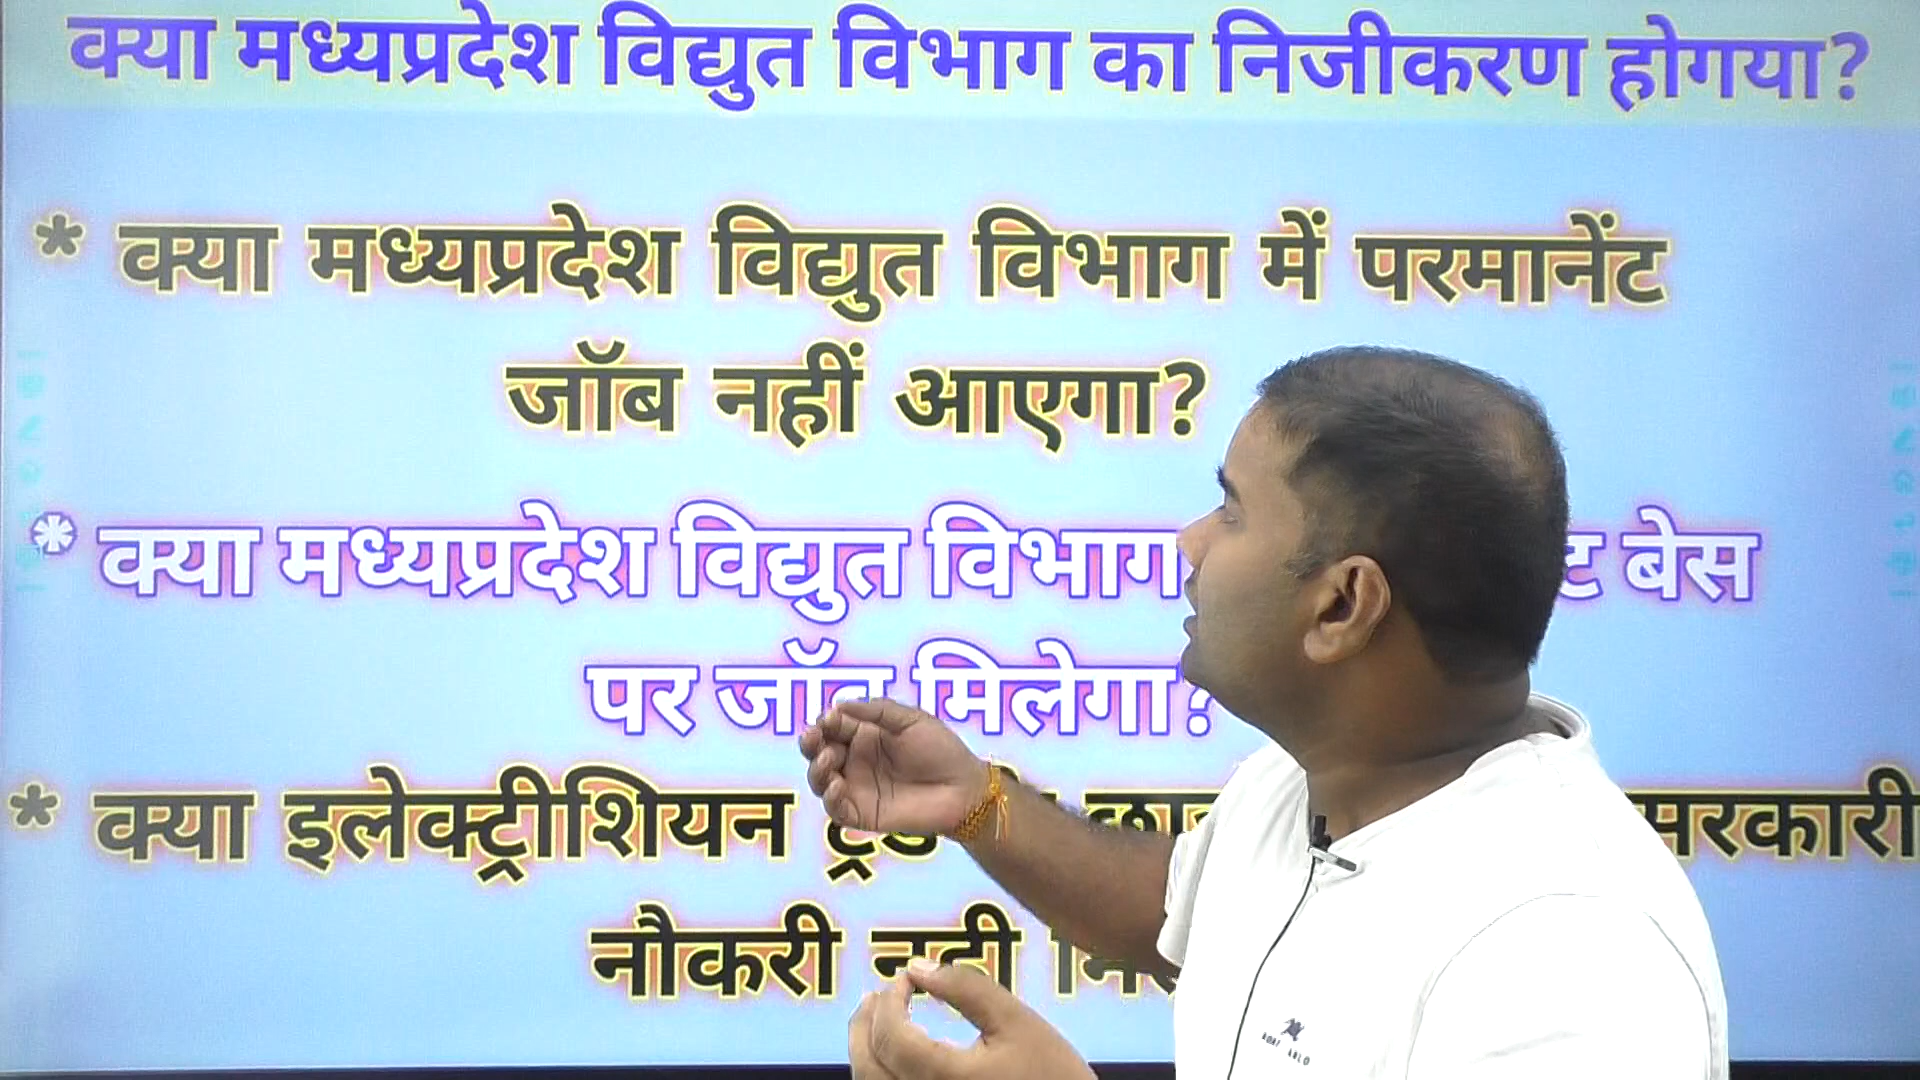 क्या मध्यप्रदेश विद्युत विभाग का निजीकरण होगया?
* क्या मध्यप्रदेश विद्युत विभाग में परमानेंट
जॉब नहीं आएगा?
* क्या मध्यप्रदेश विद्युत विभाग बेस
पर जॉब मिलेगा?
* क्या इलेक्ट्रीशियन ट्रेड सरकारी
नौकरी नही